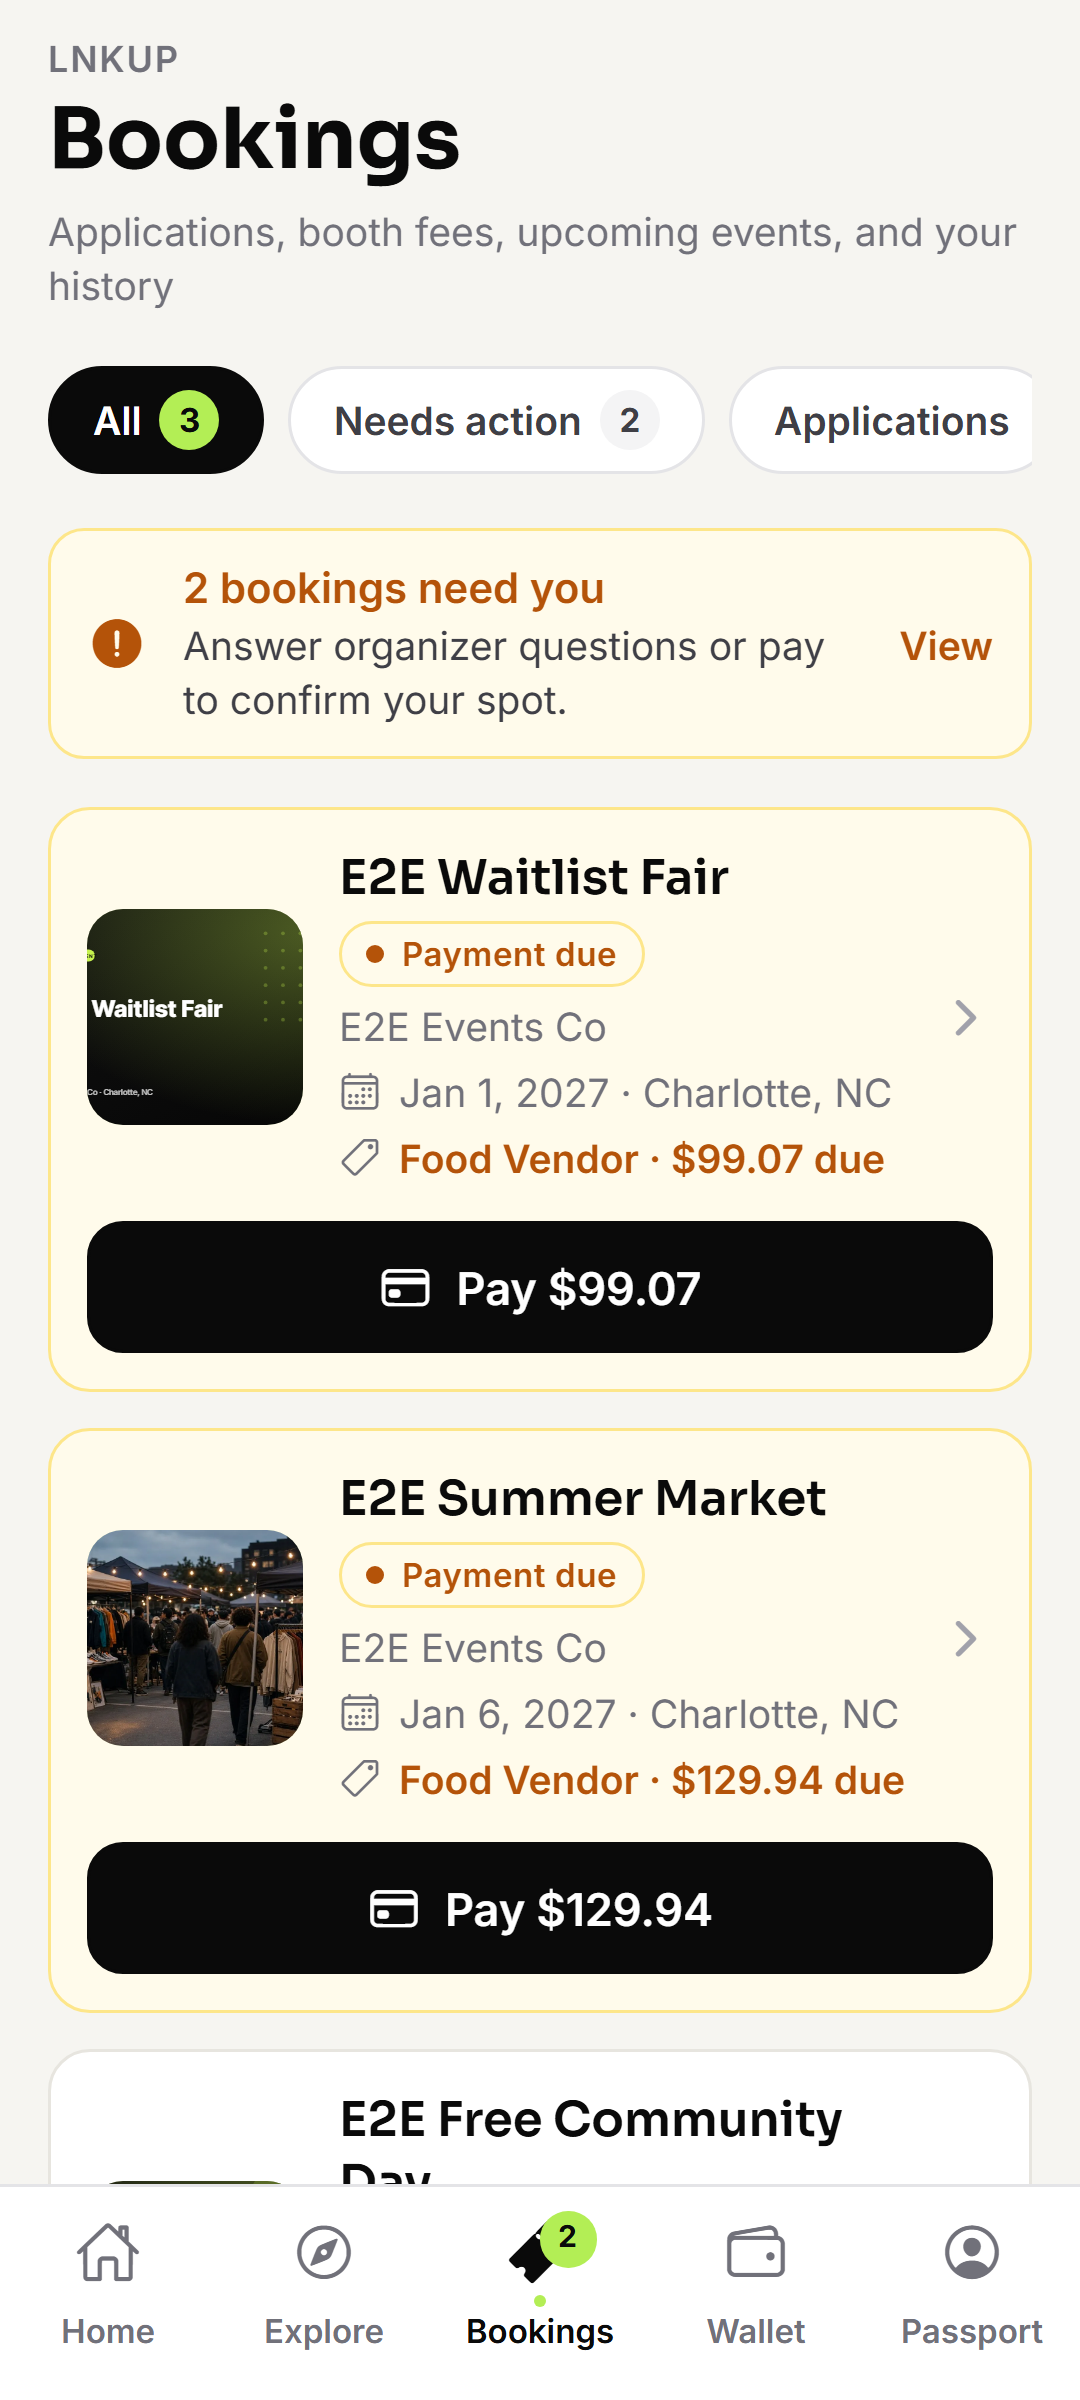 LNKUP
Bookings
Applications, booth fees, upcoming events, and your
history
All 3
Needs action 2
Applications
2 bookings need you
Answer organizer questions or pay
to confirm your spot.
View
E2E Waitlist Fair
Payment due
E2E Events Co
Jan 1, 2027 · Charlotte, NC
Food Vendor · $99.07 due
Waitlist Fair
Co · Charlotte, NC
Pay $99.07
E2E Summer Market
Payment due
E2E Events Co
Jan 6, 2027 · Charlotte, NC
Food Vendor · $129.94 due
Pay $129.94
E2E Free Community
Day
2
Home
Explore
Bookings
Wallet
Passport